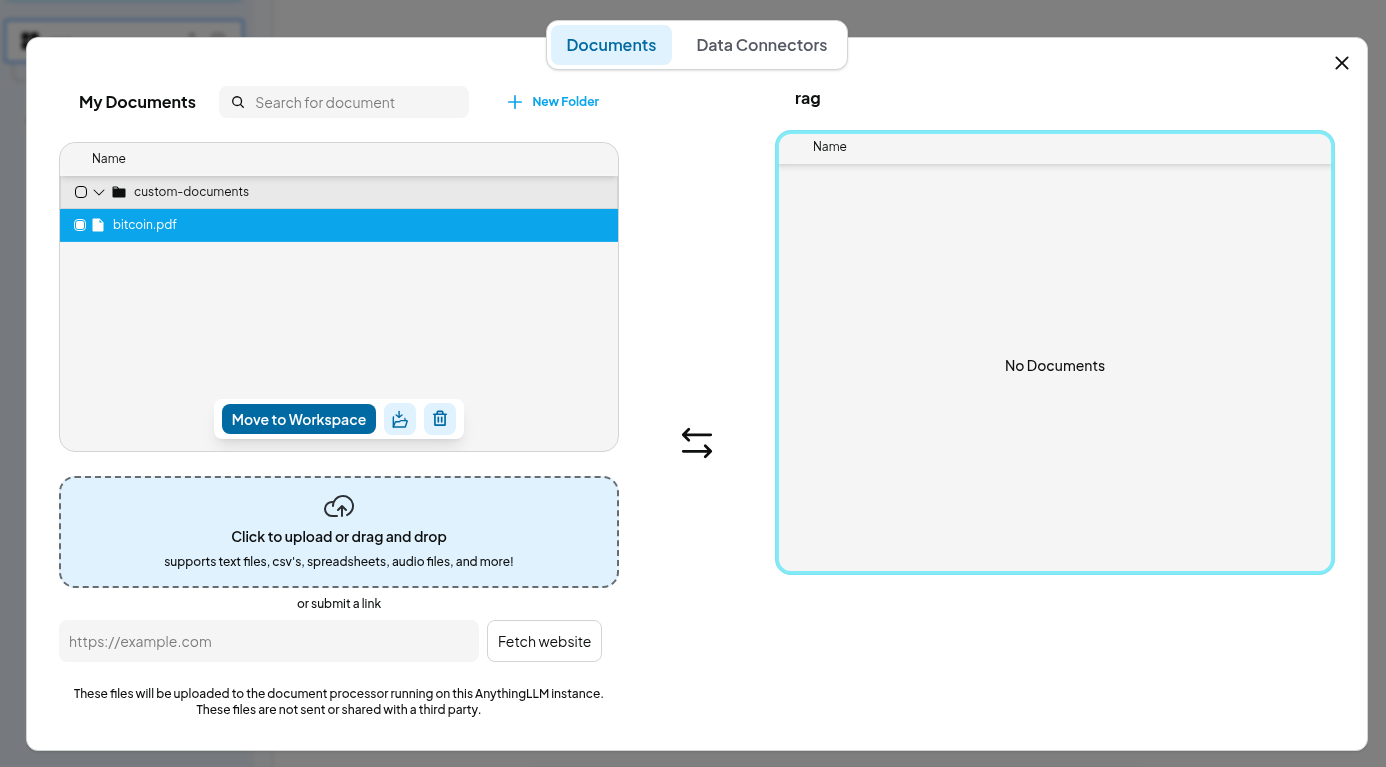 Documents
Data Connectors
My Documents
Search for document
New Folder
rag
Name
custom-documents
bitcoin.pdf
Move to Workspace
Name
No Documents
Click to upload or drag and drop
supports text files, csv's, spreadsheets, audio files, and more!
or submit a link
https://example.com
Fetch website
These files will be uploaded to the document processor running on this AnythingLLM instance.
These files are not sent or shared with a third party.